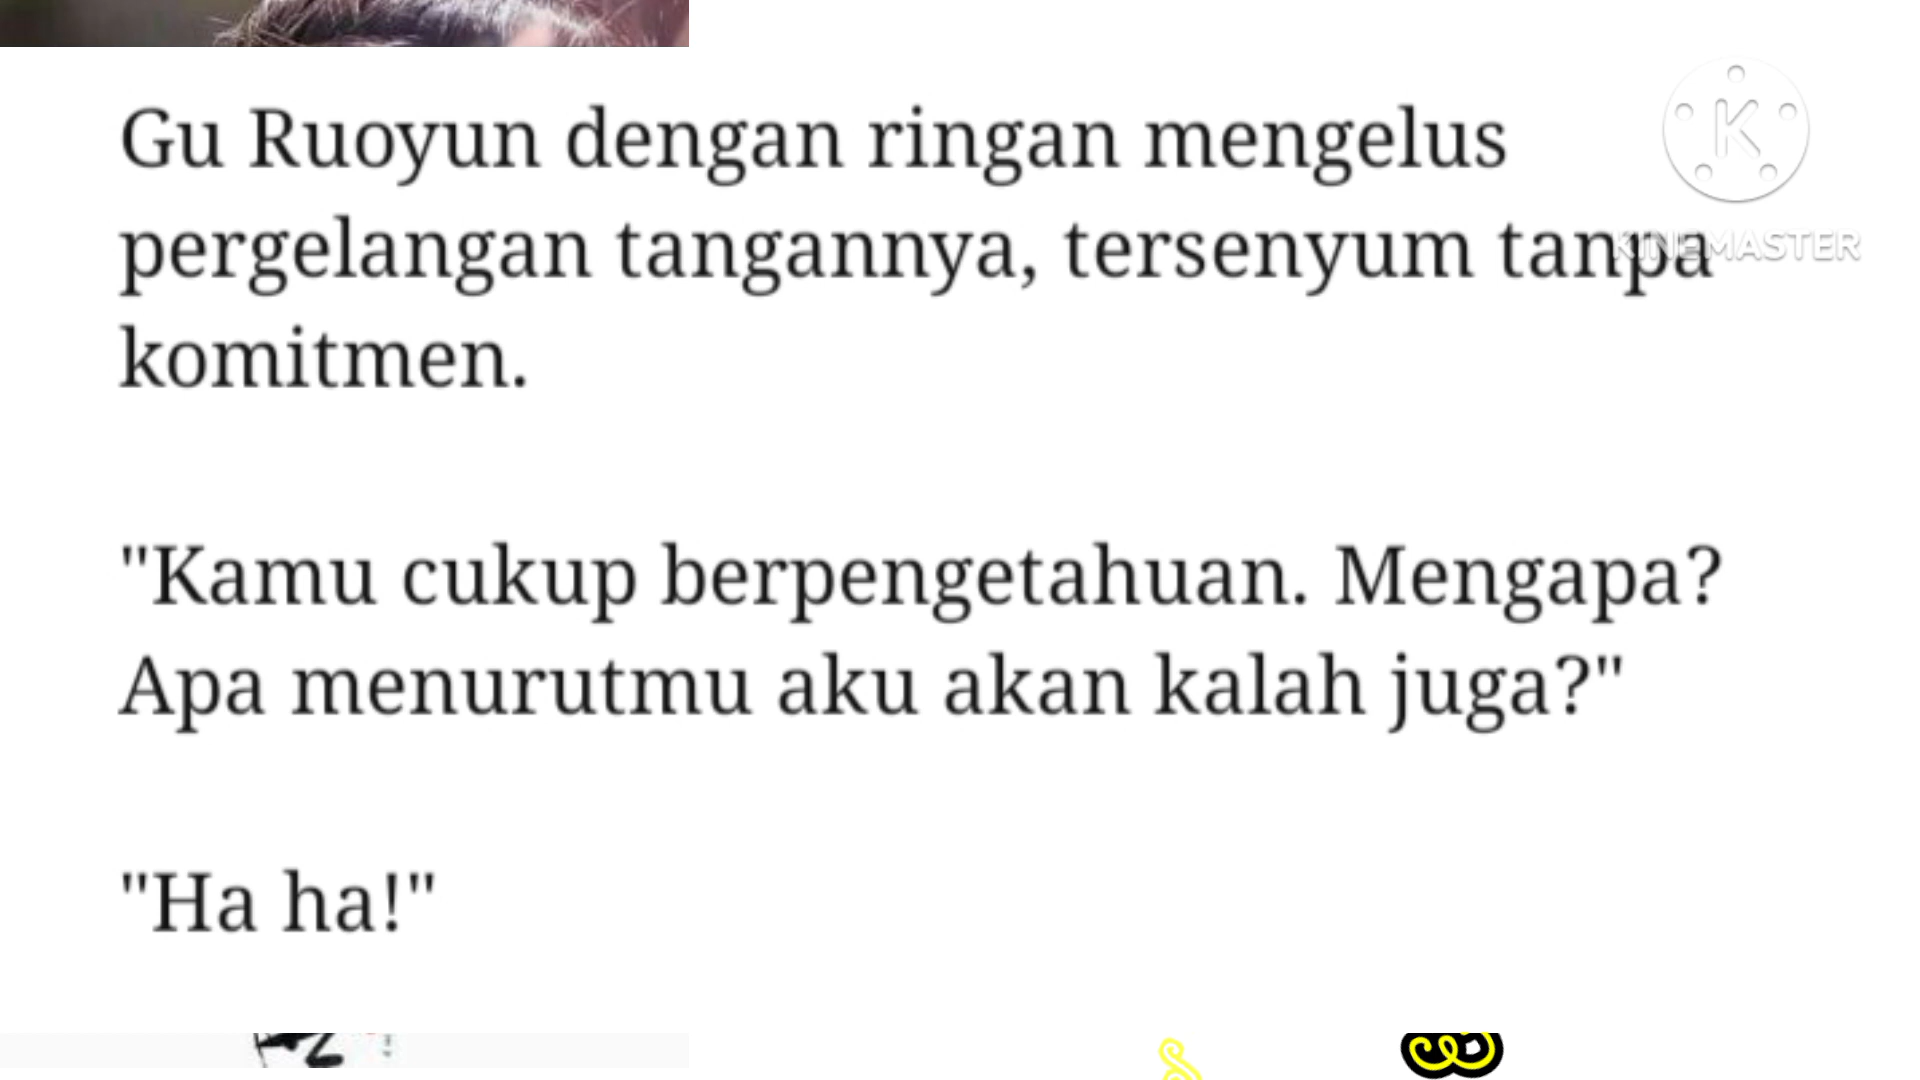 Gu Ruoyun dengan ringan mengelus
pergelangan tangannya, tersenyum tanpa
komitmen.
"Kamu cukup berpengetahuan. Mengapa?
Apa menurutmu aku akan kalah juga?"
"Ha ha!"
K
KINEMASTER